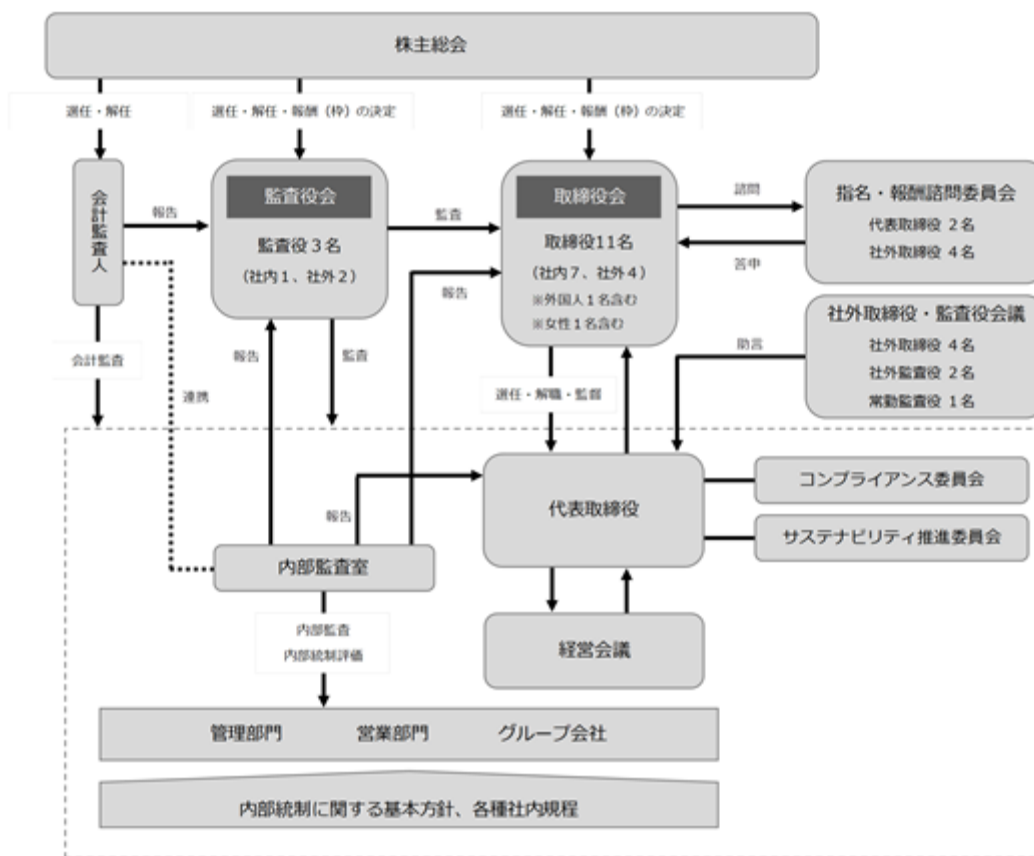 株主総会
選任・解任
選任・解任・報酬（枠）の決定
選任・解任・報酬（枠）の決定
会計監査人
報告
監査役会
監査役３名
（社内１、社外２）
監査
取締役会
取締役11名
（社内７、社外４）
※外国人１名含む
※女性１名含む
諮問
答申
指名・報酬諮問委員会
代表取締役 2名
社外取締役 4名
社外取締役・監査役会議
社外取締役 4名
社外監査役 2名
常勤監査役 1名
助言
会計監査
連携
報告
監査
報告
選任・解職・監督
代表取締役
コンプライアンス委員会
サステナビリティ推進委員会
報告
内部監査室
内部監査
内部統制評価
経営会議
管理部門
営業部門
グループ会社
内部統制に関する基本方針、各種社内規程